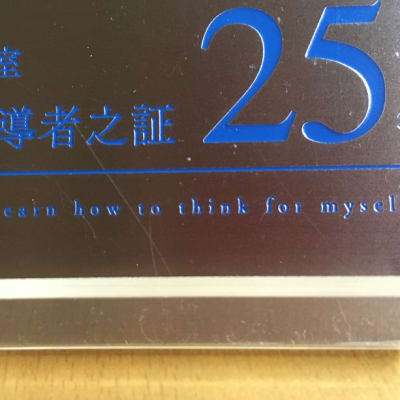 室
導者之証 25
earn how to think for mysel